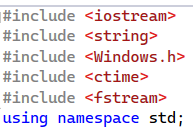 #include <iostream>
#include <string>
#include <Windows.h>
#include <ctime>
#include <fstream>
using namespace std;